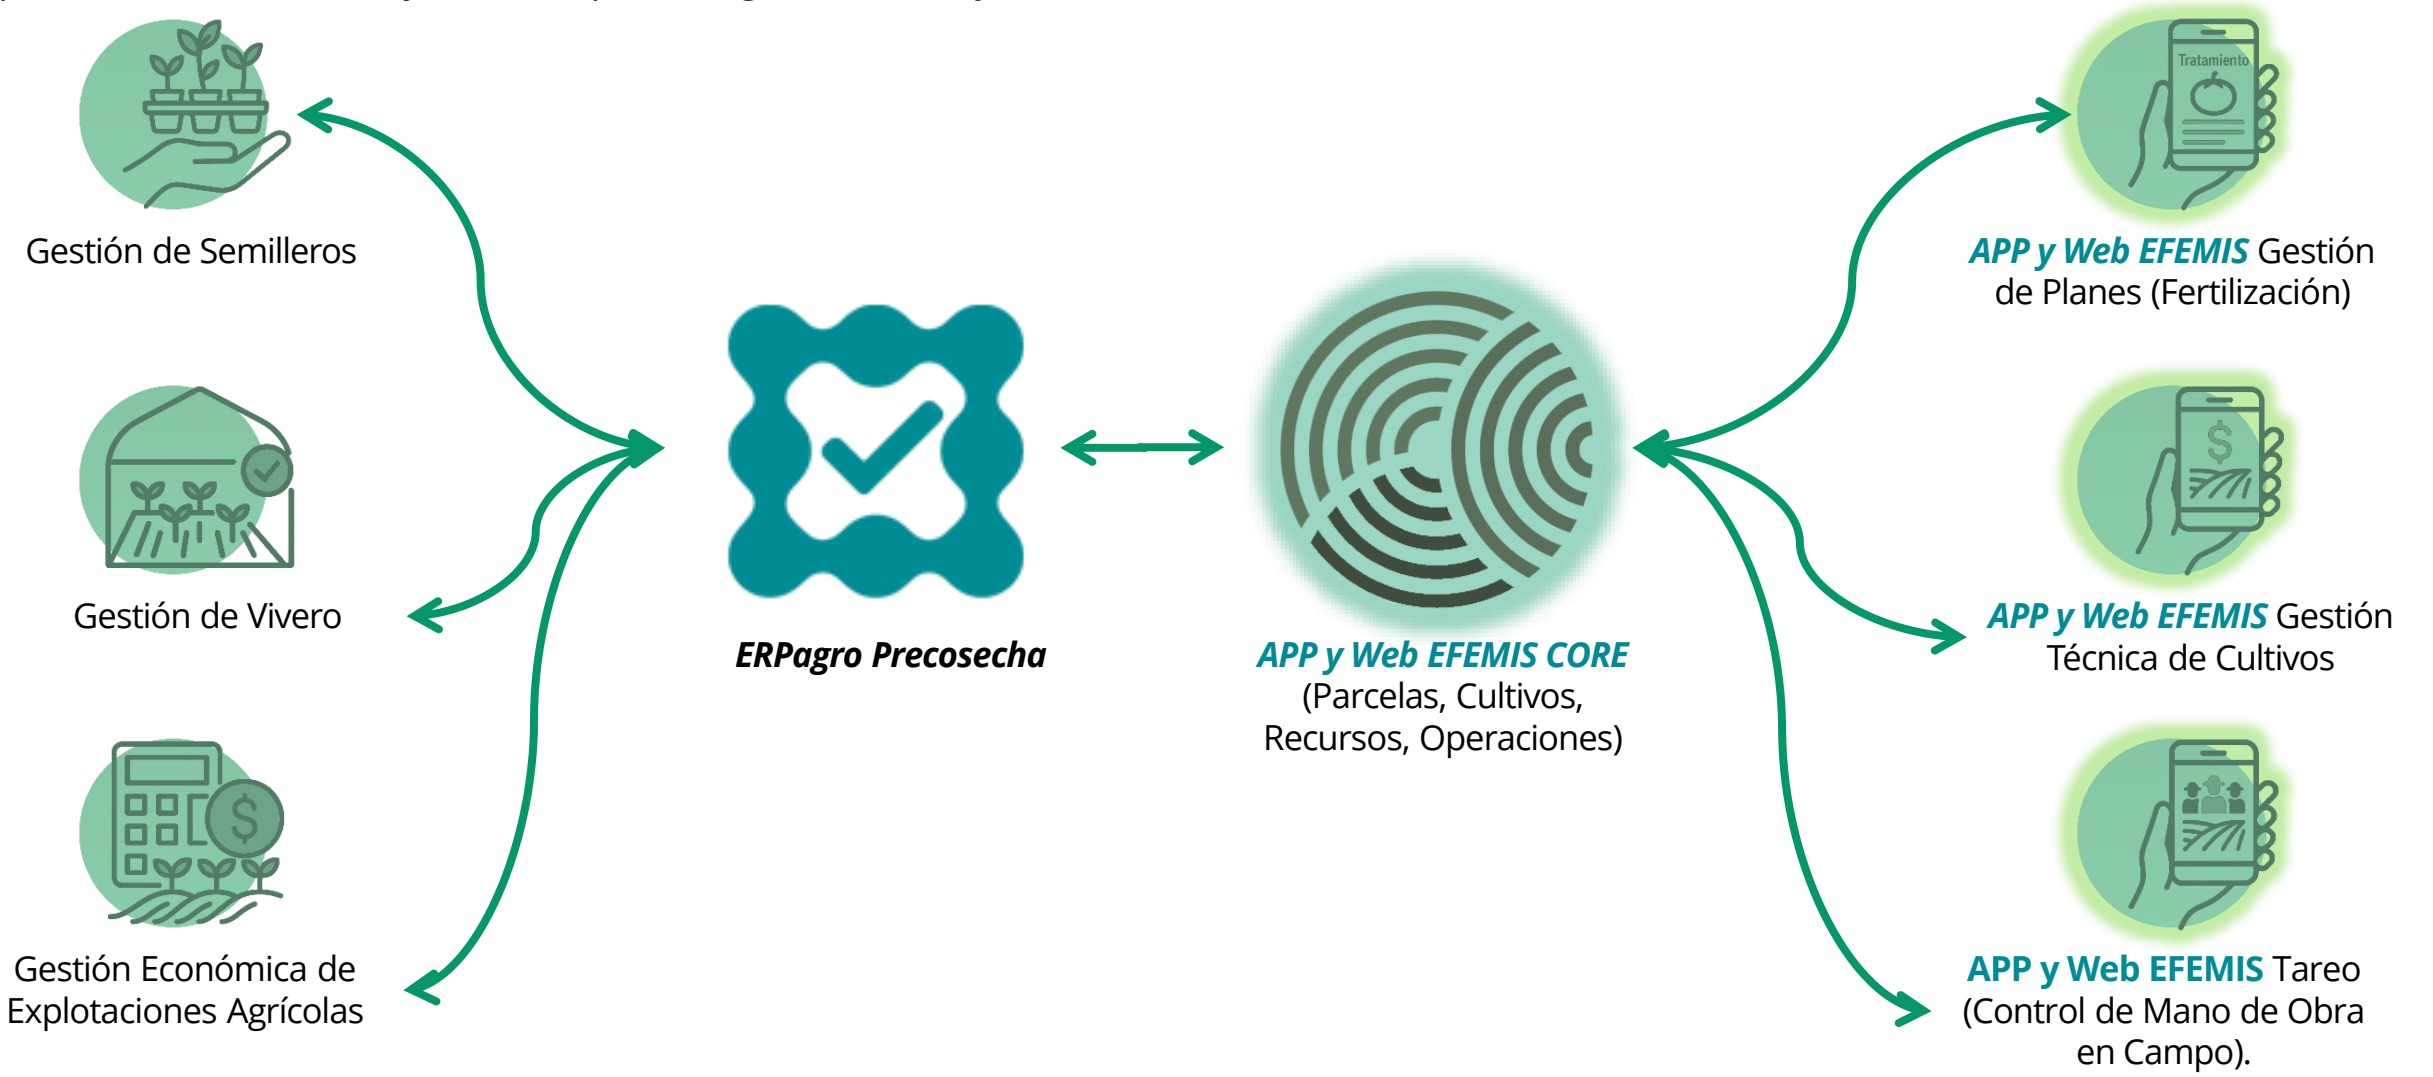 Tratamiento
Gestión de Semilleros
APP y Web EFEMIS Gestión
de Planes (Fertilización)
Gestión de Vivero
ERPagro Precosecha
APP y Web EFEMIS CORE
(Parcelas, Cultivos,
Recursos, Operaciones)
APP y Web EFEMIS Gestión
Técnica de Cultivos
Gestión Económica de
Explotaciones Agrícolas
APP y Web EFEMIS Tareo
(Control de Mano de Obra
en Campo).